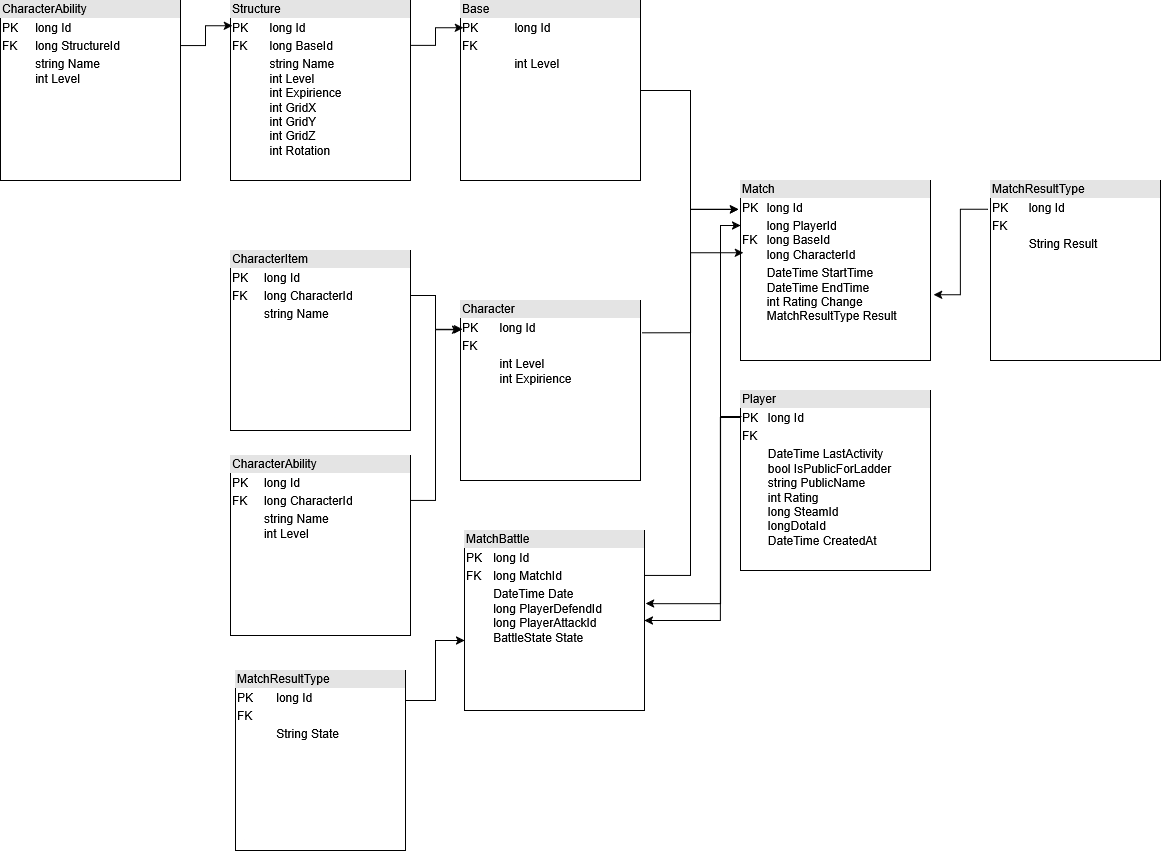 CharacterAbility
PK long Id
FK long StructureId
string Name
int Level
Structure
PK long Id
FK long BaseId
string Name
int Level
int Expirience
int GridX
int GridY
int GridZ
int Rotation
Base
PK long Id
FK
int Level
Match
PK long Id
long PlayerId
FK long BaseId
long CharacterId
DateTime StartTime
DateTime EndTime
int Rating Change
MatchResultType Result
MatchResultType
PK long Id
FK
String Result
CharacterItem
PK long Id
FK long CharacterId
string Name
Character
PK long Id
FK
int Level
int Expirience
Player
PK long Id
FK
DateTime LastActivity
bool IsPublicForLadder
string PublicName
int Rating
long SteamId
longDotaId
DateTime CreatedAt
CharacterAbility
PK long Id
FK long CharacterId
string Name
int Level
MatchBattle
PK long Id
FK long MatchId
DateTime Date
long PlayerDefendId
long PlayerAttackId
BattleState State
MatchResultType
PK long Id
FK
String State